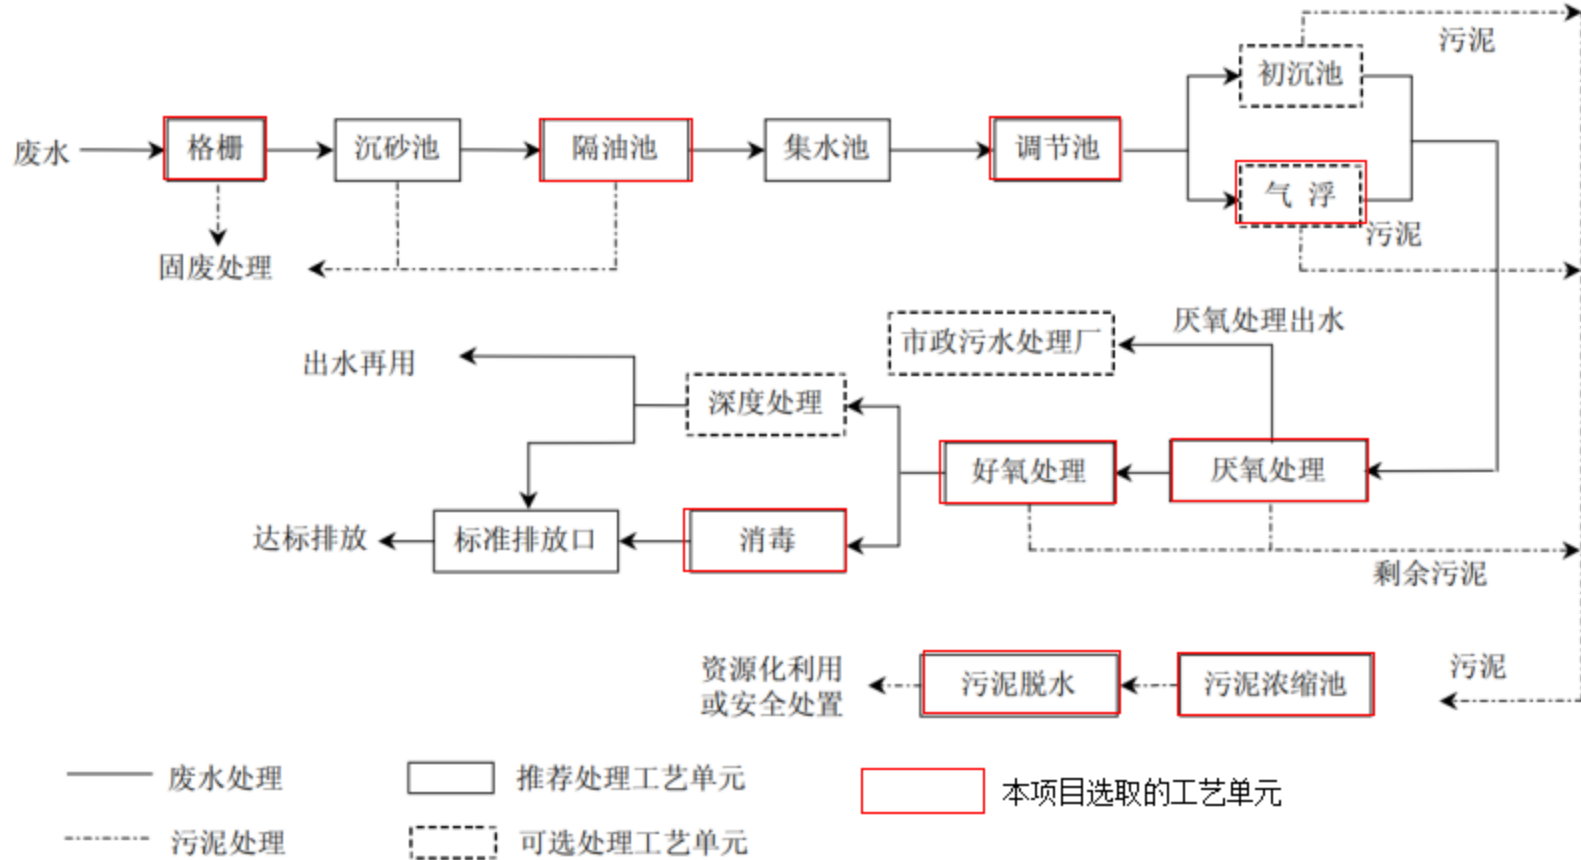 污泥
初沉池
废水
格栅
沉砂池
隔油池
集水池
调节池
气 浮
污泥
固废处理
厌氧处理出水
市政污水处理厂
出水再用
深度处理
好氧处理
厌氧处理
达标排放
标准排放口
消毒
剩余污泥
资源化利用
或安全处置
污泥脱水
污泥浓缩池
污泥
废水处理
推荐处理工艺单元
本项目选取的工艺单元
污泥处理
可选处理工艺单元